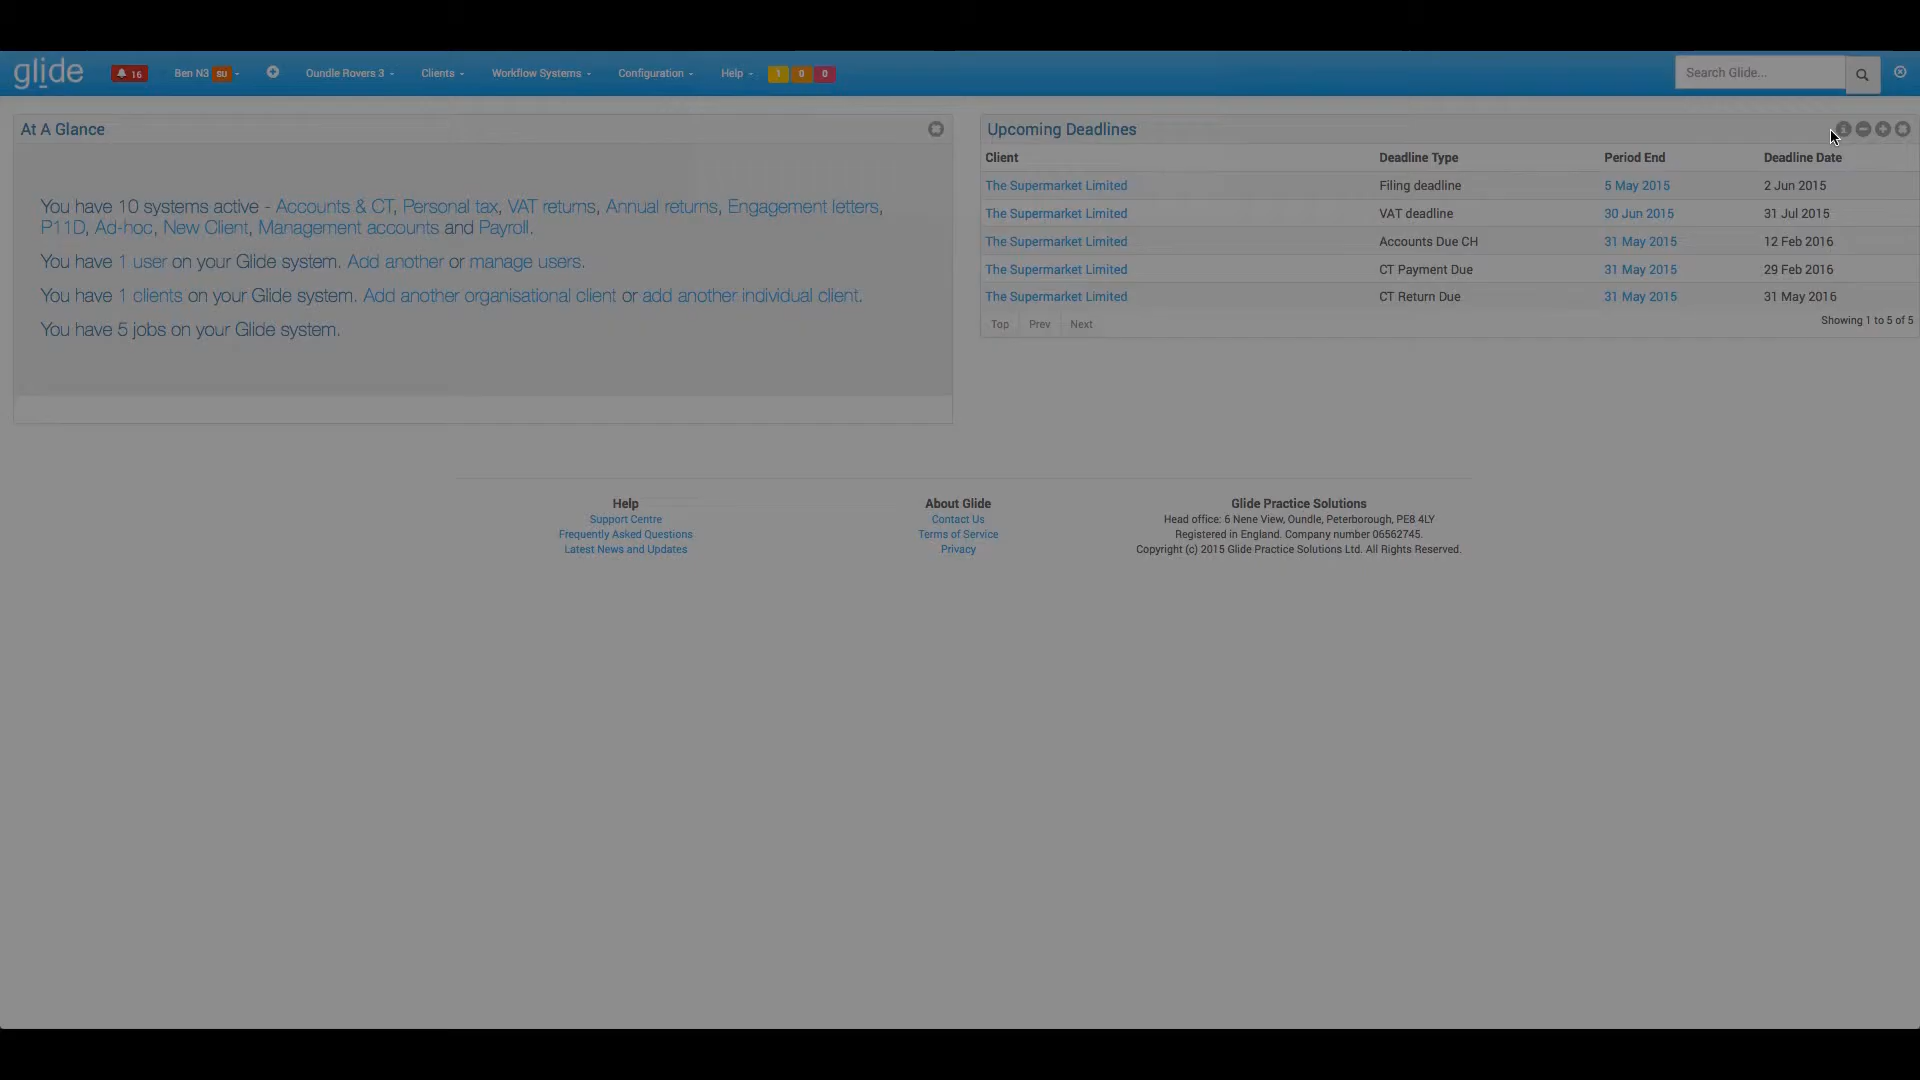 glide
16
Ben N3 su
Oundle Rovers 3
Clients
Workflow Systems
Configuration
Help
1 0 0
Search Glide...
At A Glance
You have 10 systems active - Accounts & CT, Personal tax, VAT returns, Annual returns, Engagement letters,
P11D, Ad-hoc, New Client, Management accounts and Payroll.
You have 1 user on your Glide system. Add another or manage users.
You have 1 clients on your Glide system. Add another organisational client or add another individual client.
You have 5 jobs on your Glide system.
Upcoming Deadlines
Client Deadline Type Period End Deadline Date
The Supermarket Limited Filing deadline 5 May 2015 2 Jun 2015
The Supermarket Limited VAT deadline 30 Jun 2015 31 Jul 2015
The Supermarket Limited Accounts Due CH 31 May 2015 12 Feb 2016
The Supermarket Limited CT Payment Due 31 May 2015 29 Feb 2016
The Supermarket Limited CT Return Due 31 May 2015 31 May 2016
Top Prev Next Showing 1 to 5 of 5
Help
Support Centre
Frequently Asked Questions
Latest News and Updates
About Glide
Contact Us
Terms of Service
Privacy
Glide Practice Solutions
Head office: 6 Nene View, Oundle, Peterborough, PE8 4LY
Registered in England. Company number 06562745.
Copyright (c) 2015 Glide Practice Solutions Ltd. All Rights Reserved.